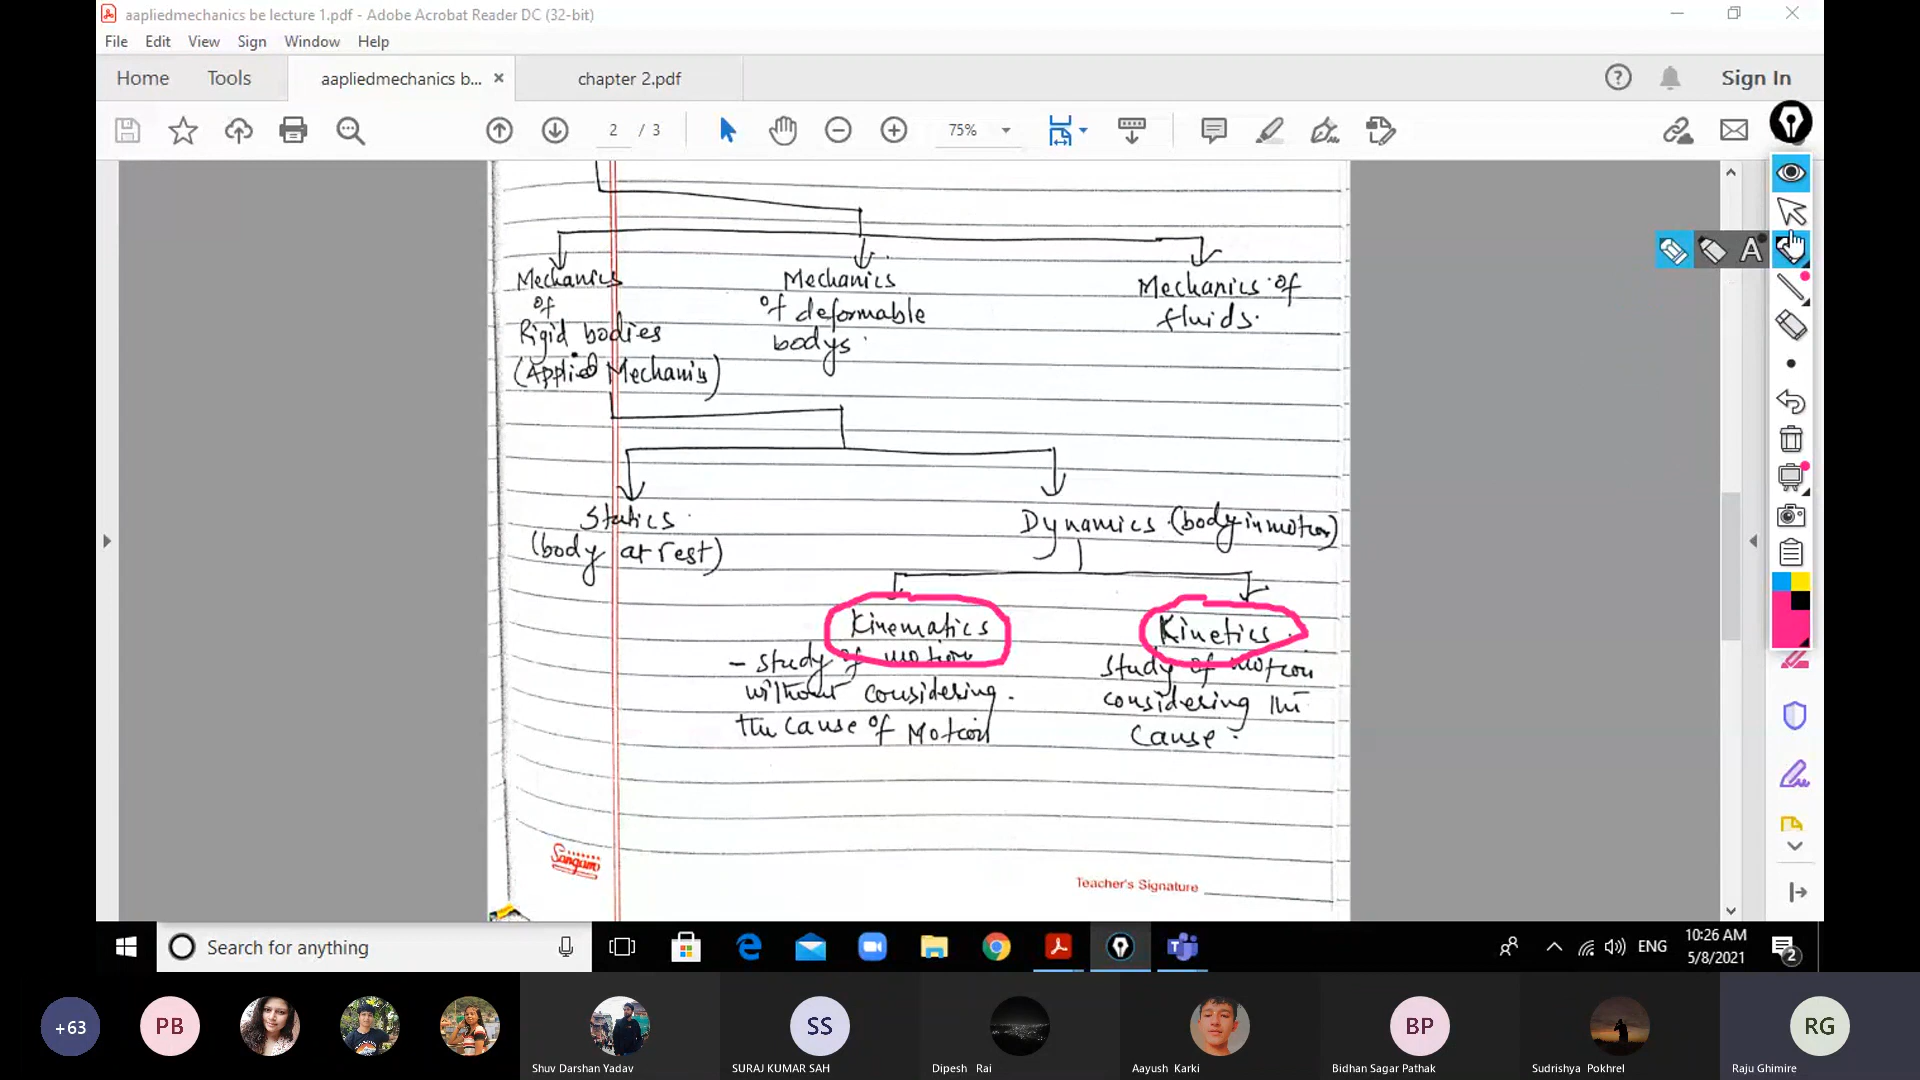 aapliedmechanics be lecture 1.pdf - Adobe Acrobat Reader DC (32-bit)
File Edit View Sign Window Help
Home Tools aapliedmechanics b... chapter 2.pdf Sign In
2 / 3 75%
Mechanics
of
Rigid bodies
(Applied Mechanis)
Mechanics
of deformable
bodys
Mechanics of
fluids.
Statics
(body at rest)
Dynamics (body in motion)
Kinematics
- study of motion
without considering
the cause of Motion
Kinetics
study of motion
considering the
Cause
Sangam
Teacher's Signature
A
Search for anything
ENG
10:26 AM
5/8/2021
2
+63
PB
SS
BP
RG
Shuv Darshan Yadav
SURAJ KUMAR SAH
Dipesh Rai
Aayush Karki
Bidhan Sagar Pathak
Sudrishya Pokhrel
Raju Ghimire